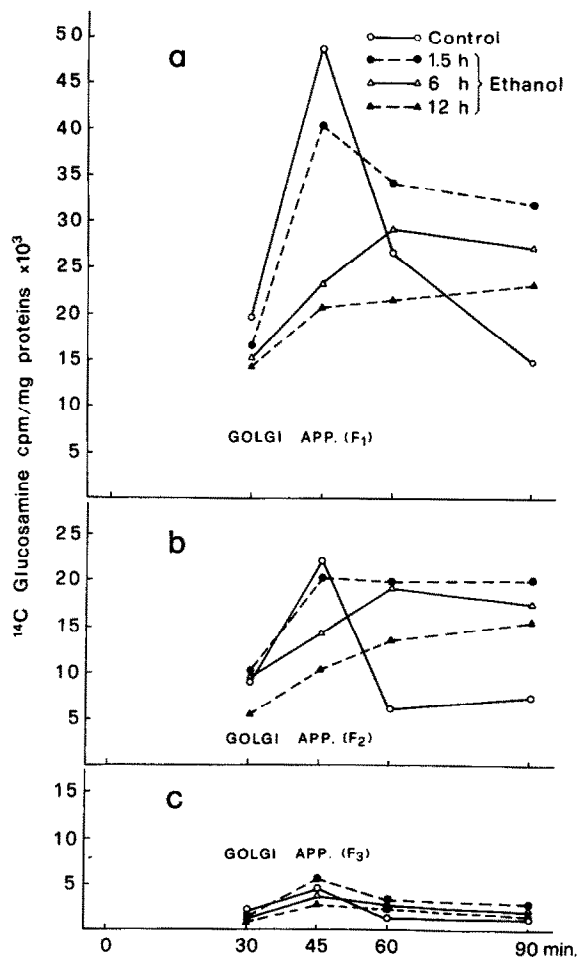 ¹⁴C Glucosamine cpm/mg proteins x10³
a
Control
1.5 h
6 h
12 h
Ethanol
50
45
40
35
30
25
20
15
10
5
GOLGI APP. (F₁)
b
25
20
15
10
5
GOLGI APP. (F₂)
c
15
10
5
GOLGI APP. (F₃)
0 30 45 60 90 min.